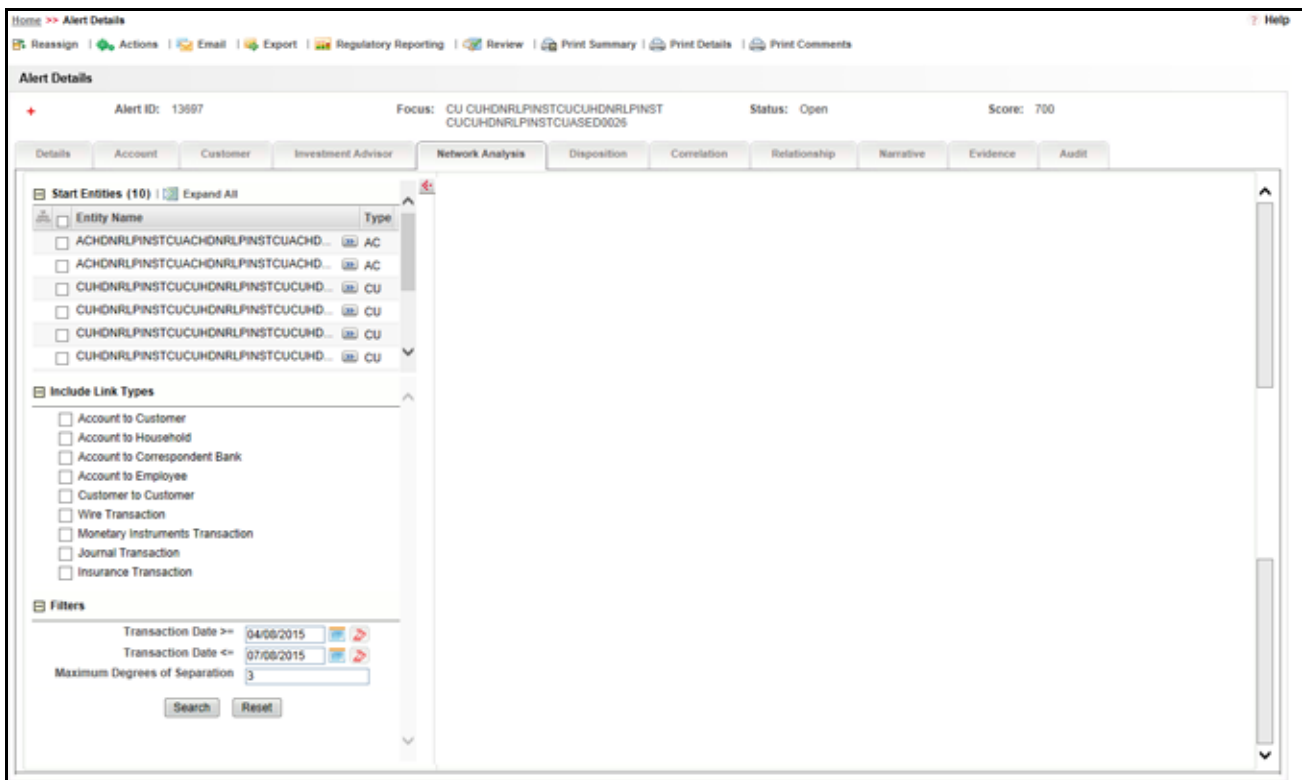 Home >> Alert Details
? Help
Reassign | Actions | Email | Export | Regulatory Reporting | Review | Print Summary | Print Details | Print Comments
Alert Details
Alert ID: 13697 Focus: CU CUHDNRLPINSTCUCUHDNRLPINST Status: Open Score: 700
CUCUHDNRLPINSTCUASED0026
Details Account Customer Investment Advisor Network Analysis Disposition Correlation Relationship Narrative Evidence Audit
Start Entities (10) | Expand All
Entity Name Type
ACHDNRLPINSTCUACHDNRLPINSTCUACHD... AC
ACHDNRLPINSTCUACHDNRLPINSTCUACHD... AC
CUHDNRLPINSTCUCUHDNRLPINSTCUCUHD... CU
CUHDNRLPINSTCUCUHDNRLPINSTCUCUHD... CU
CUHDNRLPINSTCUCUHDNRLPINSTCUCUHD... CU
CUHDNRLPINSTCUCUHDNRLPINSTCUCUHD... CU
Include Link Types
Account to Customer
Account to Household
Account to Correspondent Bank
Account to Employee
Customer to Customer
Wire Transaction
Monetary Instruments Transaction
Journal Transaction
Insurance Transaction
Filters
Transaction Date >= 04/08/2015
Transaction Date <= 07/08/2015
Maximum Degrees of Separation 3
Search Reset